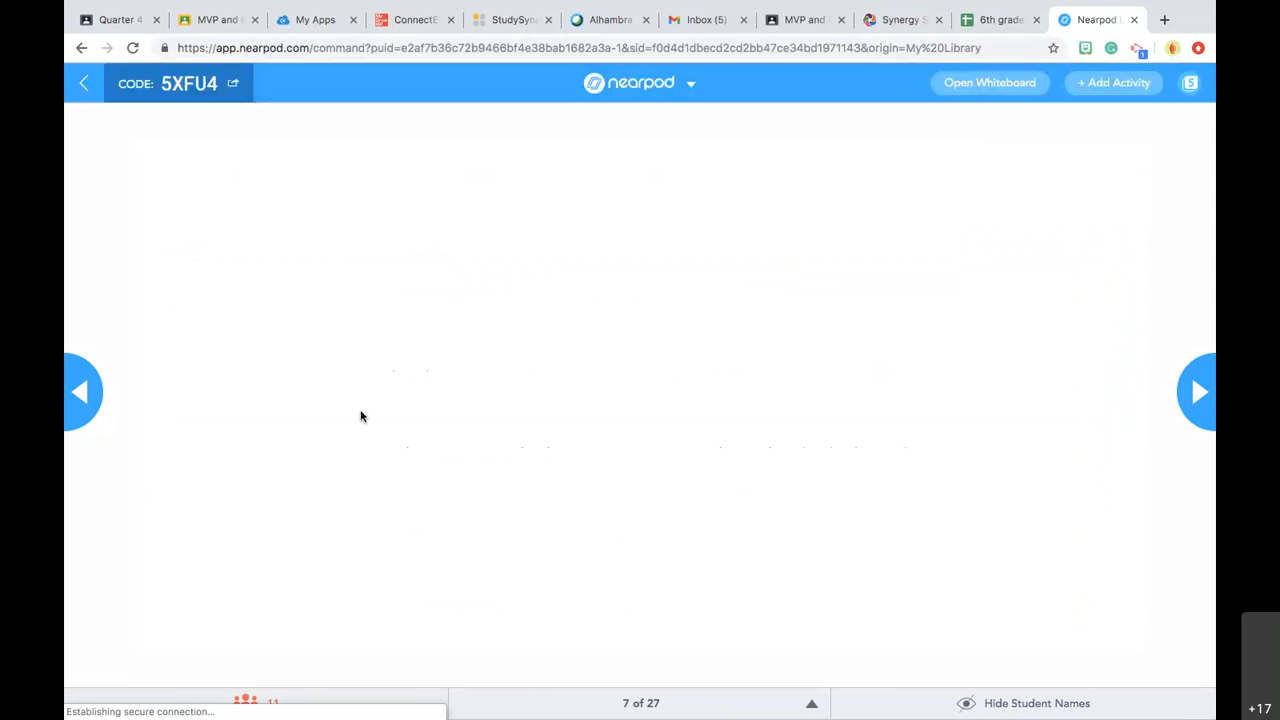 Quarter 4
MVP and
My Apps
ConnectE
StudySyn
Alhambra
Inbox (5)
MVP and
Synergy S
6th grade
Nearpod L
https://app.nearpod.com/command?puid=e2af7b36c72b9466bf4e38bab1682a3a-1&sid=f0d4d1dbecd2cd2bb47ce34bd1971143&origin=My%20Library
1
CODE: 5XFU4
nearpod
Open Whiteboard
+ Add Activity
S
11
7 of 27
Hide Student Names
Establishing secure connection...
+17